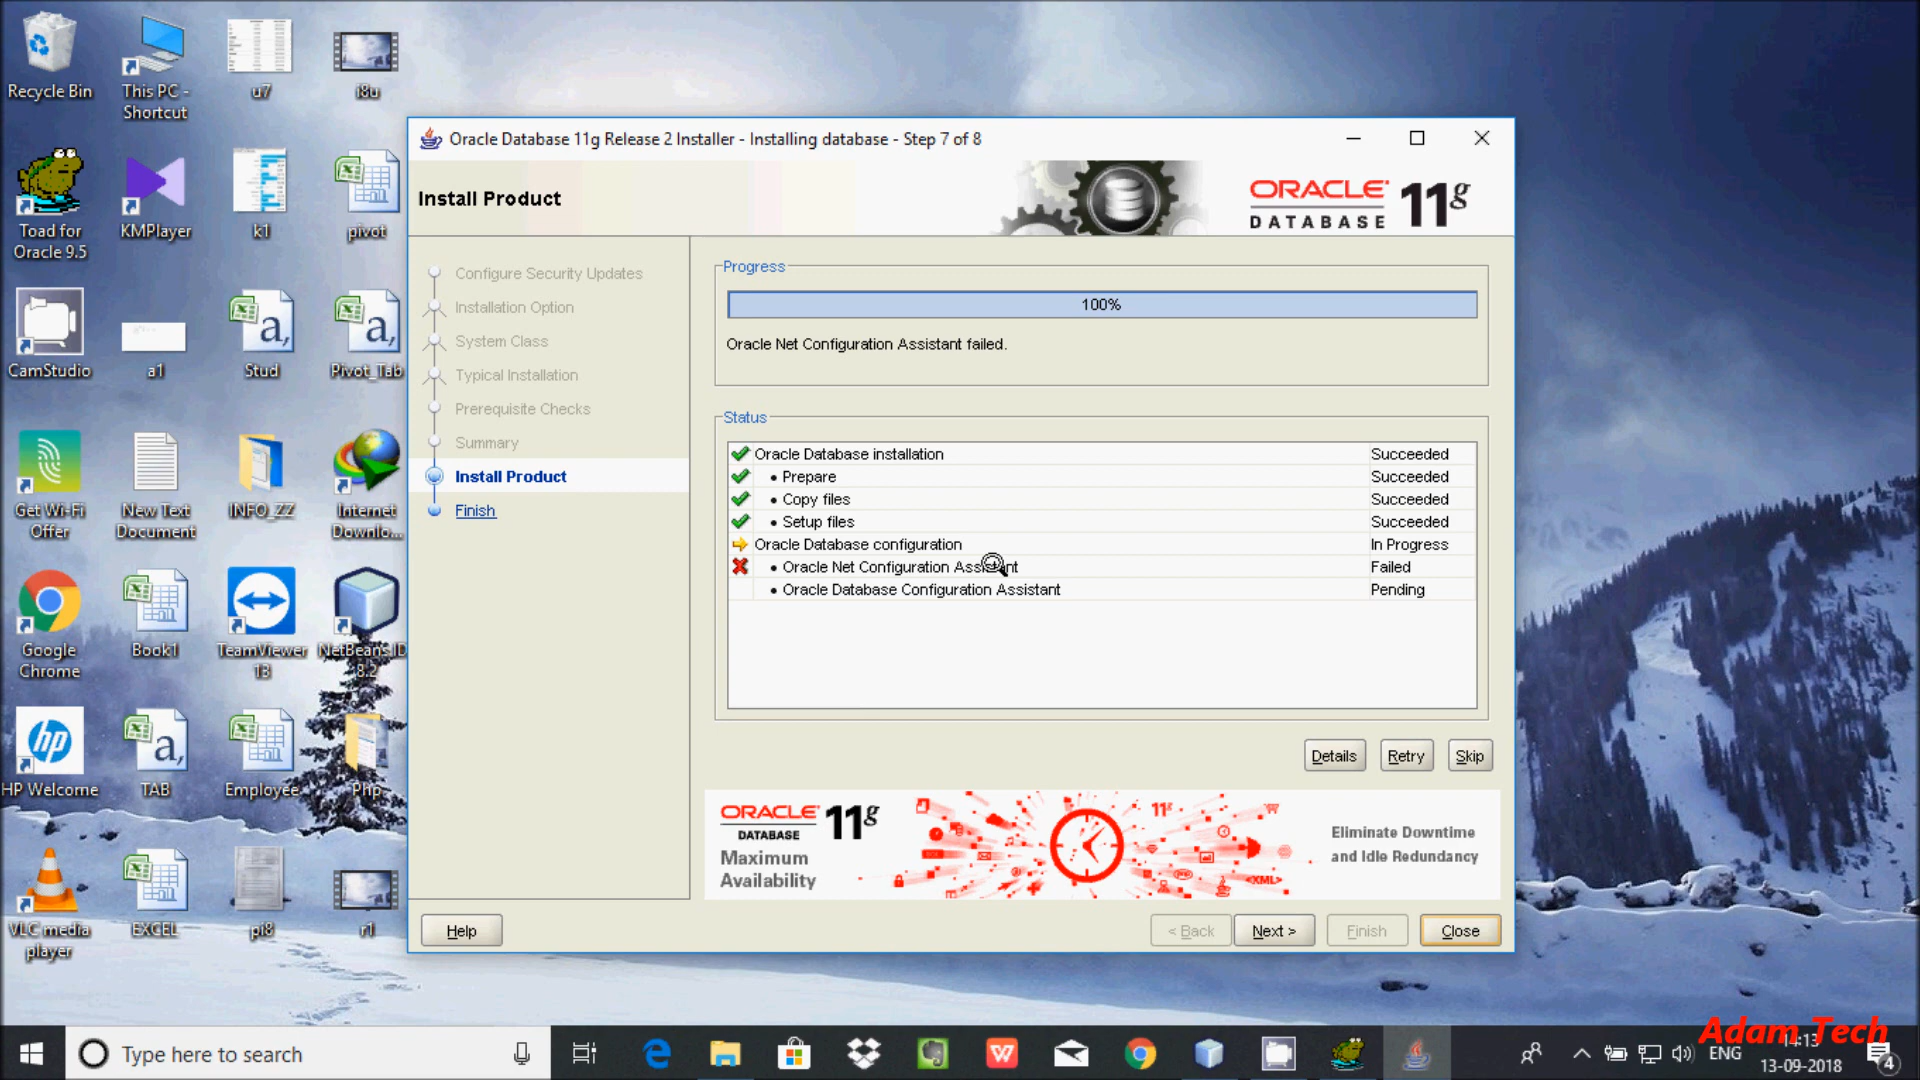 Recycle Bin
This PC -
Shortcut
u7
i8u
Toad for
Oracle 9.5
KMPlayer
k1
pivot
CamStudio
a1
Stud
Pivot_Tab
Get Wi-Fi
Offer
New Text
Document
INFO_ZZ
Internet
Downlo...
Google
Chrome
Book1
TeamViewer
13
NetBeans ID
8.2
HP Welcome
TAB
Employee
Php
VLC media
player
EXCEL
pi8
r1
Oracle Database 11g Release 2 Installer - Installing database - Step 7 of 8
Install Product
ORACLE
DATABASE
11g
Configure Security Updates
Installation Option
System Class
Typical Installation
Prerequisite Checks
Summary
Install Product
Finish
Progress
100%
Oracle Net Configuration Assistant failed.
Status
Oracle Database installation Succeeded
• Prepare Succeeded
• Copy files Succeeded
• Setup files Succeeded
Oracle Database configuration In Progress
• Oracle Net Configuration Assistant Failed
• Oracle Database Configuration Assistant Pending
Details Retry Skip
ORACLE
DATABASE
11g
Maximum
Availability
11g
<XML>
Eliminate Downtime
and Idle Redundancy
Help < Back Next > Finish Close
Type here to search
ENG
14:13
13-09-2018
4
Adam Tech